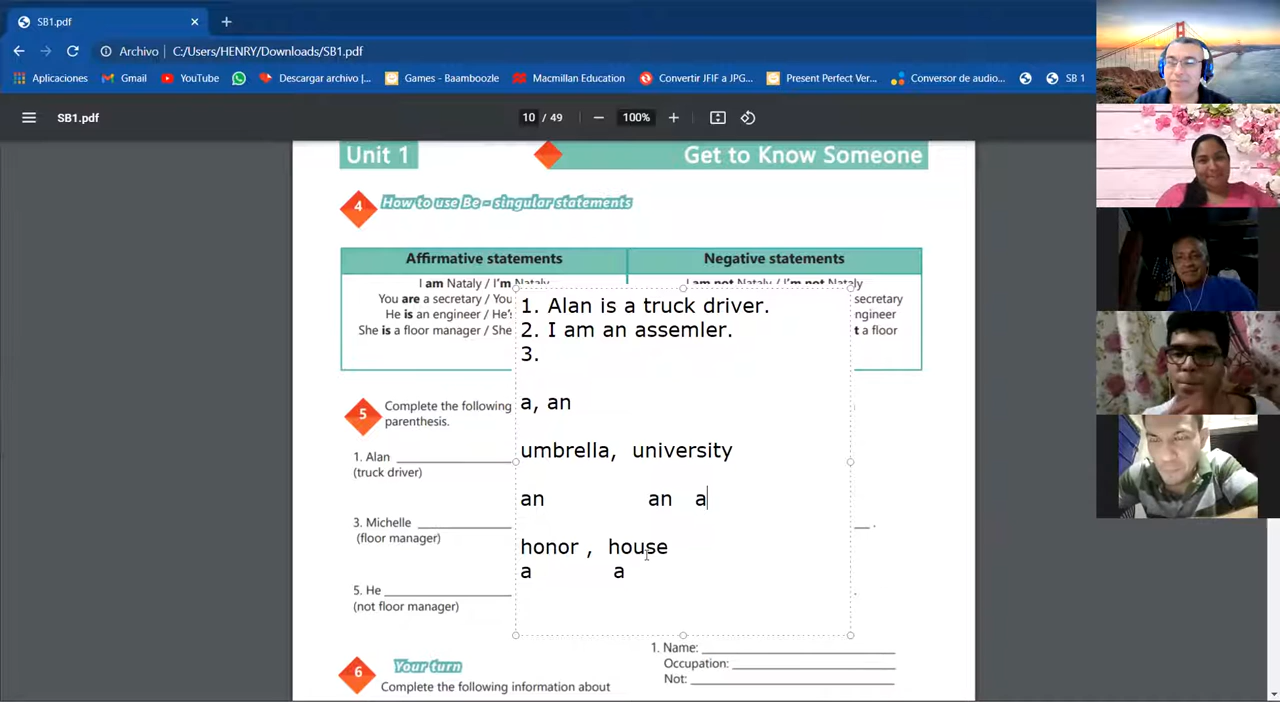 SB1.pdf
Archivo | C:/Users/HENRY/Downloads/SB1.pdf
Aplicaciones Gmail YouTube Descargar archivo |... Games - Baamboozle Macmillan Education Convertir JFIF a JPG... Present Perfect Ver... Conversor de audio... SB 1
SB1.pdf 10 / 49 100%
Unit 1 Get to Know Someone
4 How to use Be - singular statements
Affirmative statements Negative statements
I am Nataly / I'm Nataly I am not Nataly / I'm not Nataly
You are a secretary / You secretary
He is an engineer / He's engineer
She is a floor manager / She t a floor
1. Alan is a truck driver.
2. I am an assemler.
3.
a, an
umbrella, university
an an a
honor , house
a a
5 Complete the following
parenthesis.
1. Alan
(truck driver)
3. Michelle
(floor manager)
5. He
(not floor manager)
6 Your turn
Complete the following information about
1. Name:
Occupation:
Not: